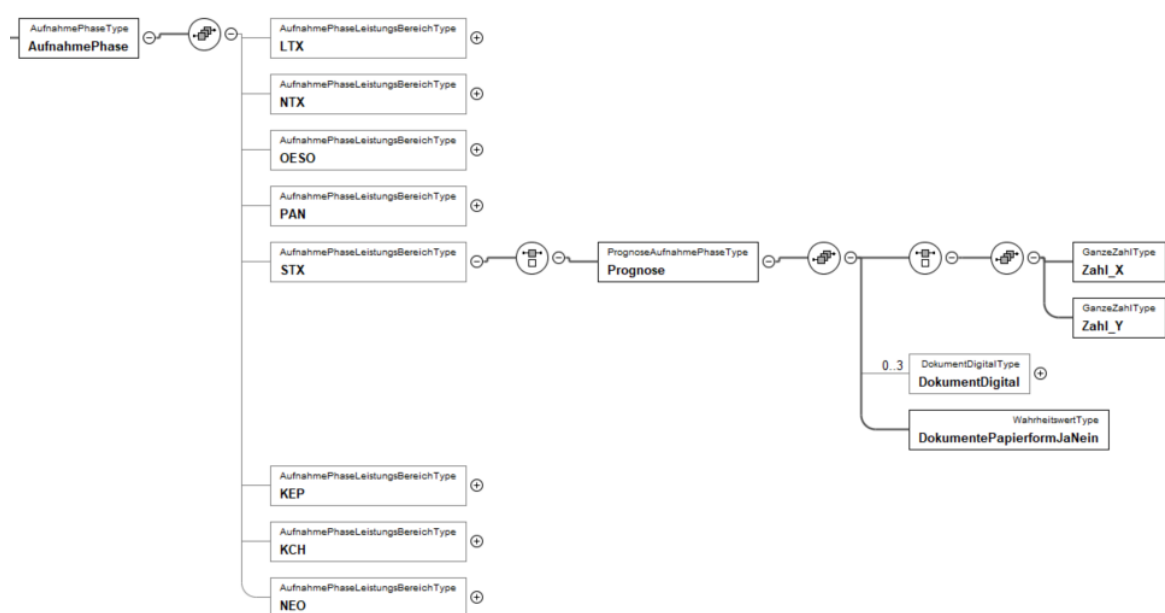 AufnahmePhaseType
AufnahmePhase
AufnahmePhaseLeistungsBereichType
LTX
AufnahmePhaseLeistungsBereichType
NTX
AufnahmePhaseLeistungsBereichType
OESO
AufnahmePhaseLeistungsBereichType
PAN
AufnahmePhaseLeistungsBereichType
STX
PrognoseAufnahmePhaseType
Prognose
GanzeZahlType
Zahl_X
GanzeZahlType
Zahl_Y
0..3
DokumentDigitalType
DokumentDigital
WahrheitswertType
DokumentePapierformJaNein
AufnahmePhaseLeistungsBereichType
KEP
AufnahmePhaseLeistungsBereichType
KCH
AufnahmePhaseLeistungsBereichType
NEO